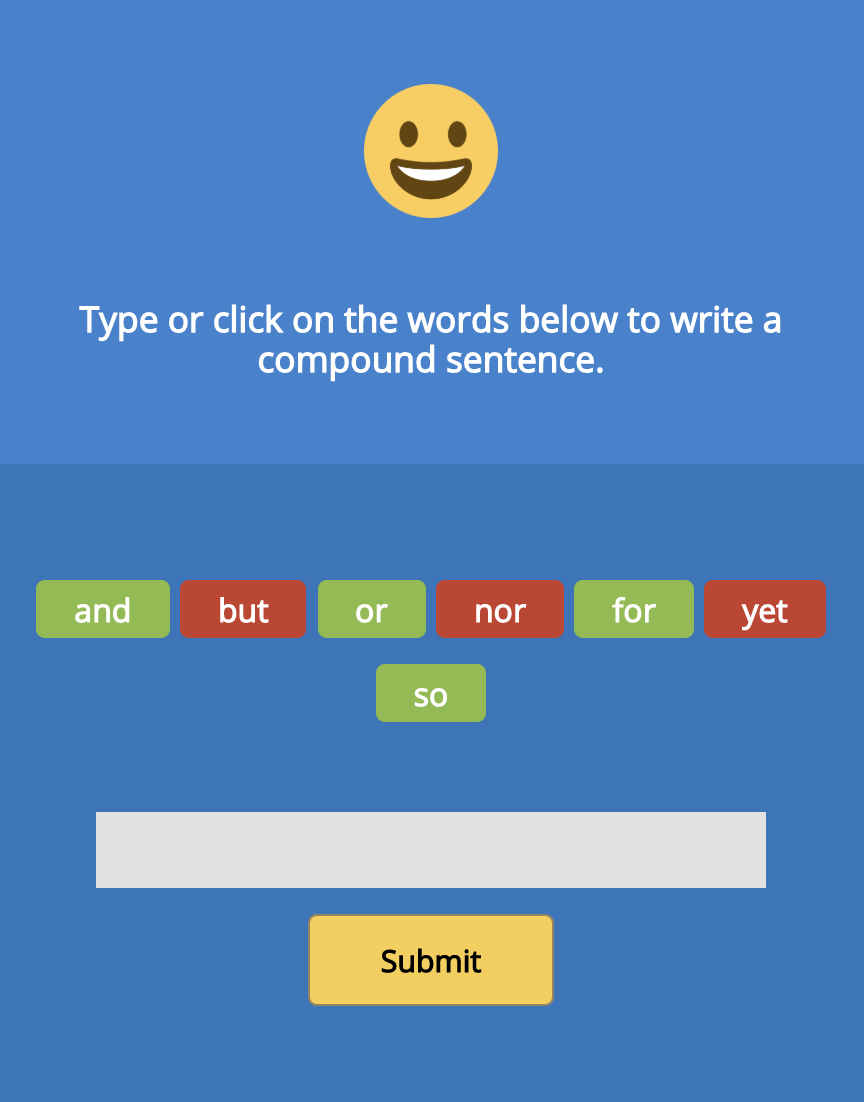 Type or click on the words below to write a
compound sentence.
and but or nor for yet
so
Submit